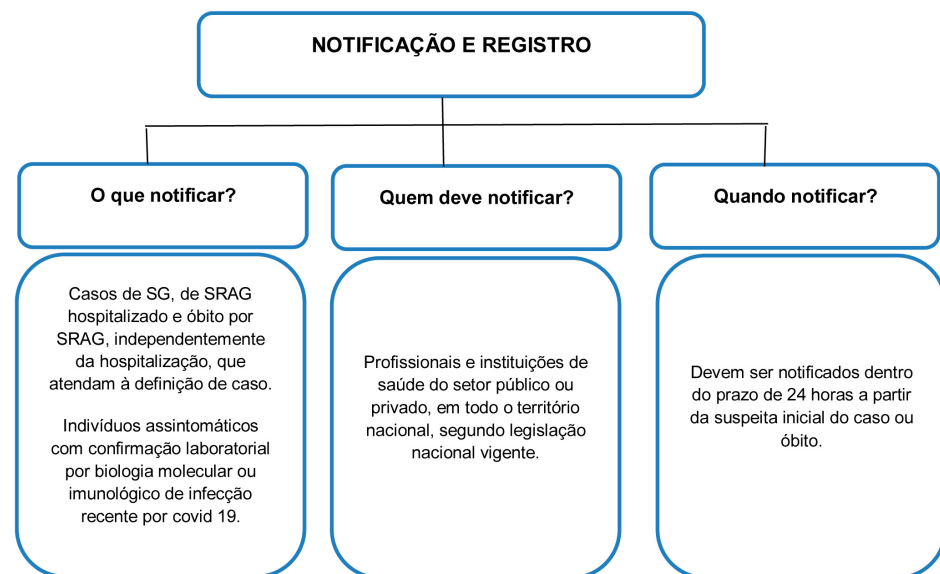 NOTIFICAÇÃO E REGISTRO
O que notificar?
Casos de SG, de SRAG
hospitalizado e óbito por
SRAG, independentemente
da hospitalização, que
atendam à definição de caso.
Indivíduos assintomáticos
com confirmação laboratorial
por biologia molecular ou
imunológico de infecção
recente por covid 19.
Quem deve notificar?
Profissionais e instituições de
saúde do setor público ou
privado, em todo o território
nacional, segundo legislação
nacional vigente.
Quando notificar?
Devem ser notificados dentro
do prazo de 24 horas a partir
da suspeita inicial do caso ou
óbito.